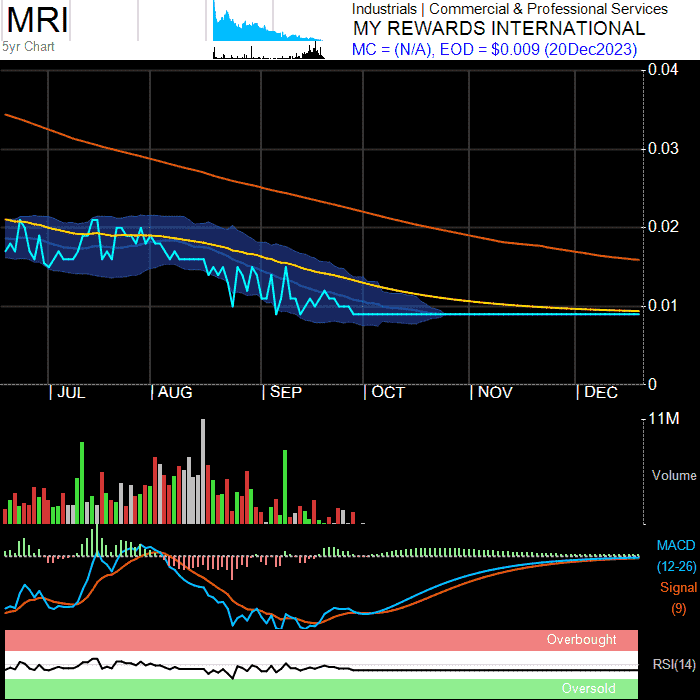 MRI
5yr Chart
Industrials | Commercial & Professional Services
MY REWARDS INTERNATIONAL
MC = (N/A), EOD = $0.009 (20Dec2023)
0.04
0.03
0.02
0.01
0
JUL AUG SEP OCT NOV DEC
11M
Volume
MACD
(12-26)
Signal
(9)
Overbought
RSI(14)
Oversold